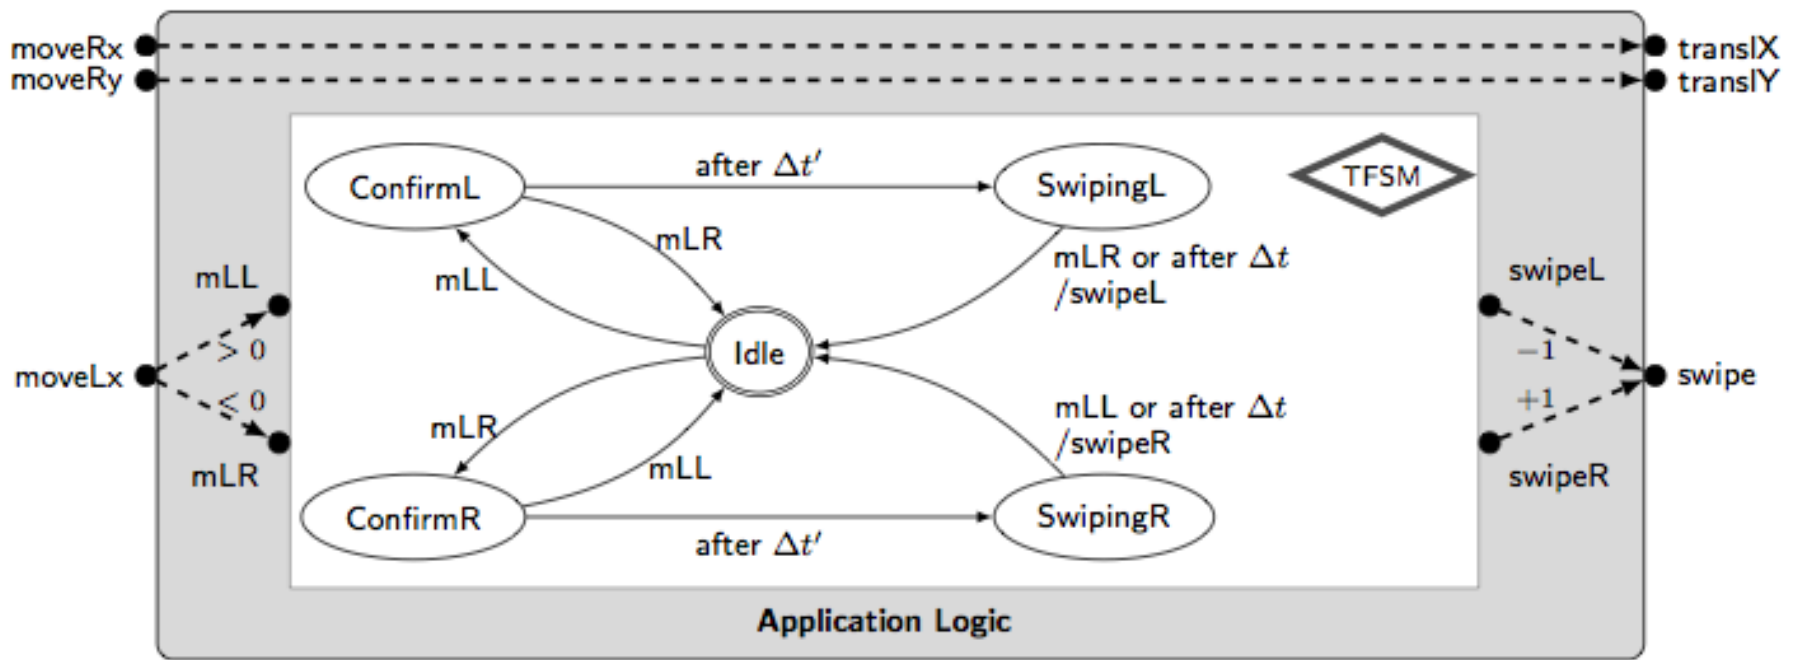 moveRx
translX
moveRy
translY
ConfirmL
after Δt′
SwipingL
TFSM
mLR
mLL
mLR or after Δt
/swipeL
mLL
swipeL
> 0
Idle
−1
moveLx
swipe
< 0
+1
mLR
mLL or after Δt
/swipeR
mLL
mLR
swipeR
ConfirmR
after Δt′
SwipingR
Application Logic